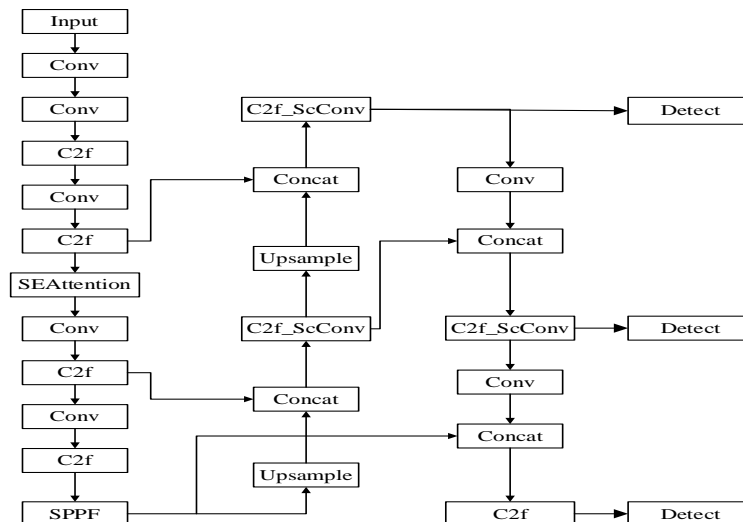 Input
Conv
Conv
C2f
Conv
C2f
SEAttention
Conv
C2f
Conv
C2f
SPPF
C2f_ScConv
Concat
Upsample
C2f_ScConv
Concat
Upsample
Conv
Concat
C2f_ScConv
Conv
Concat
C2f
Detect
Detect
Detect